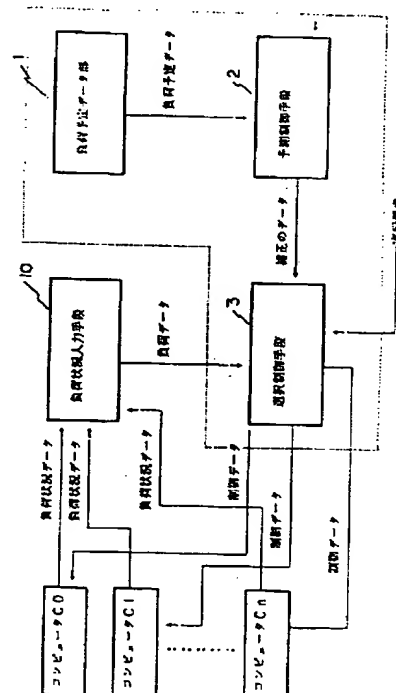 1
負荷予定データ部
負荷予定データ
2
予測制御手段
補正のデータ
10
負荷状況入力手段
負荷データ
3
選択制御手段
負荷状況データ
負荷状況データ
負荷状況データ
制御データ
制御データ
制御データ
コンピュータC0
コンピュータC1
コンピュータCn